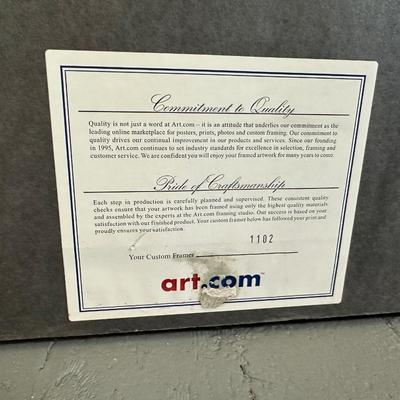 Commitment to Quality
Quality is not just a word at Art.com – it is an attitude that underlies our commitment as the
leading online marketplace for posters, prints, photos and custom framing. Our commitment to
quality drives our continual improvement in our products and services. Since our founding
in 1995, Art.com continues to set industry standards for excellence in selection, framing and
customer service. We are confident you will enjoy your framed artwork for many years to come.
Pride of Craftsmanship
Each step in production is carefully planned and supervised. These consistent quality
checks ensure that your artwork has been framed using only the highest quality materials
and assembled by the experts at the Art.com framing studio. Our success is based on your
satisfaction with our finished product. Your custom framer below has followed your print and
proudly ensures your satisfaction.
1102
Your Custom Framer
art.com